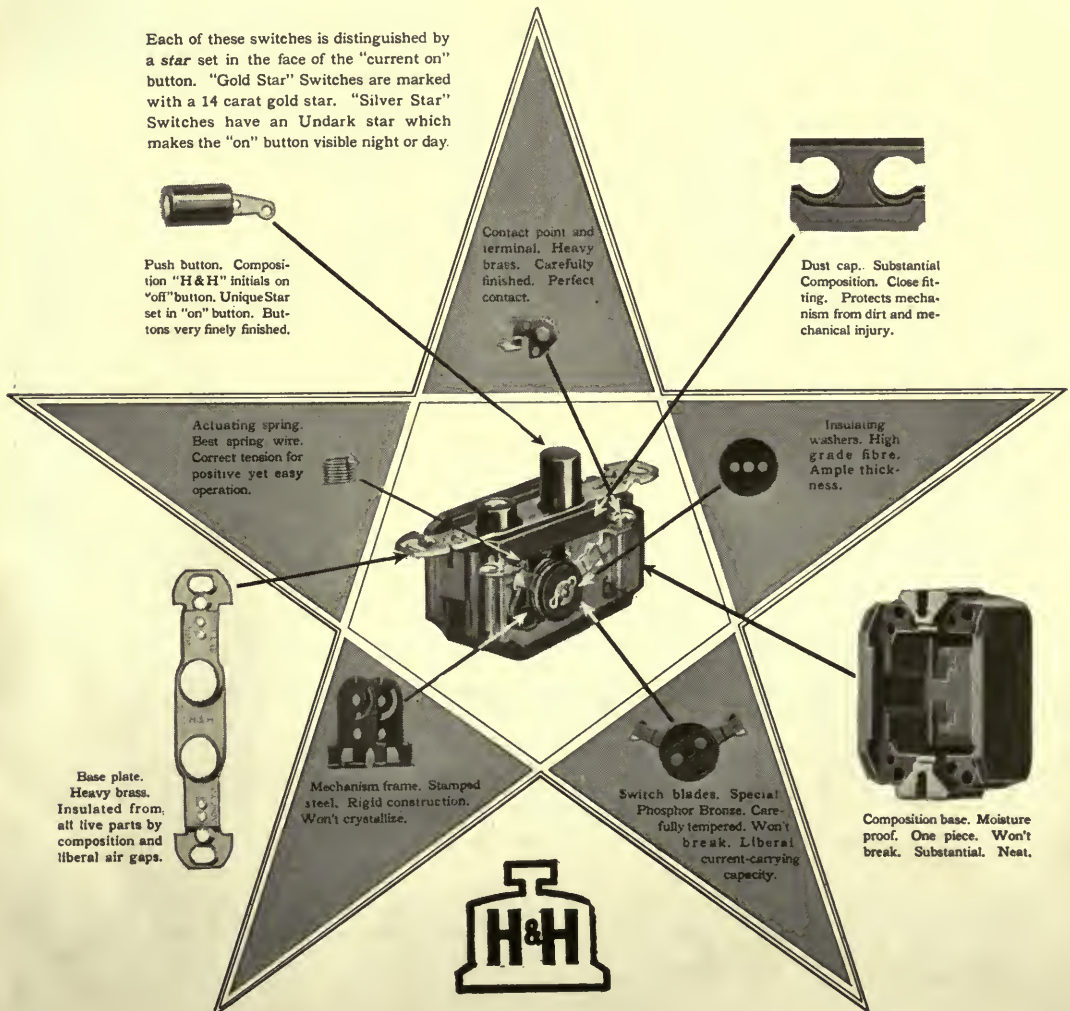 Each of these switches is distinguished by
a star set in the face of the "current on"
button. "Gold Star" Switches are marked
with a 14 carat gold star. "Silver Star"
Switches have an Undark star which
makes the "on" button visible night or day.
Push button. Composi-
tion "H & H" initials on
"off" button. Unique Star
set in "on" button. But-
tons very finely finished.
Contact point and
terminal. Heavy
brass. Carefully
finished. Perfect
contact.
Dust cap. Substantial
Composition. Close fit-
ting. Protects mecha-
nism from dirt and me-
chanical injury.
Actuating spring.
Best spring wire.
Correct tension for
positive yet easy
operation.
Insulating
washers. High
grade fibre.
Ample thick-
ness.
H & H
Base plate.
Heavy brass.
Insulated from
all live parts by
composition and
liberal air gaps.
Mechanism frame. Stamped
steel. Rigid construction.
Won't crystallize.
Switch blades. Special
Phosphor Bronze. Care-
fully tempered. Won't
break. Liberal
current-carrying
capacity.
Composition base. Moisture
proof. One piece. Won't
break. Substantial. Neat.
H&H